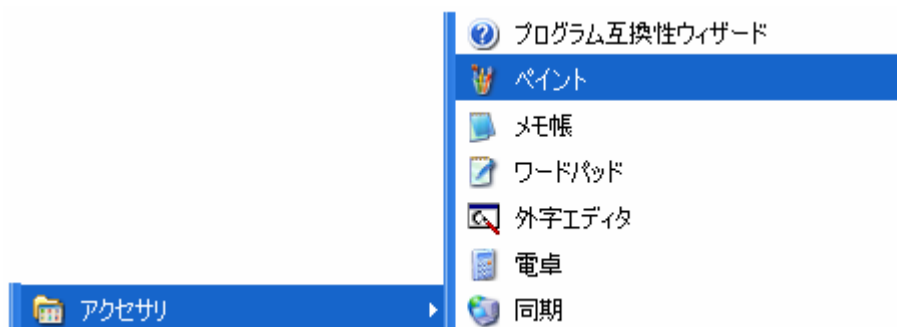 プログラム互換性ウィザード
ペイント
メモ帳
ワードパッド
外字エディタ
電卓
アクセサリ
同期